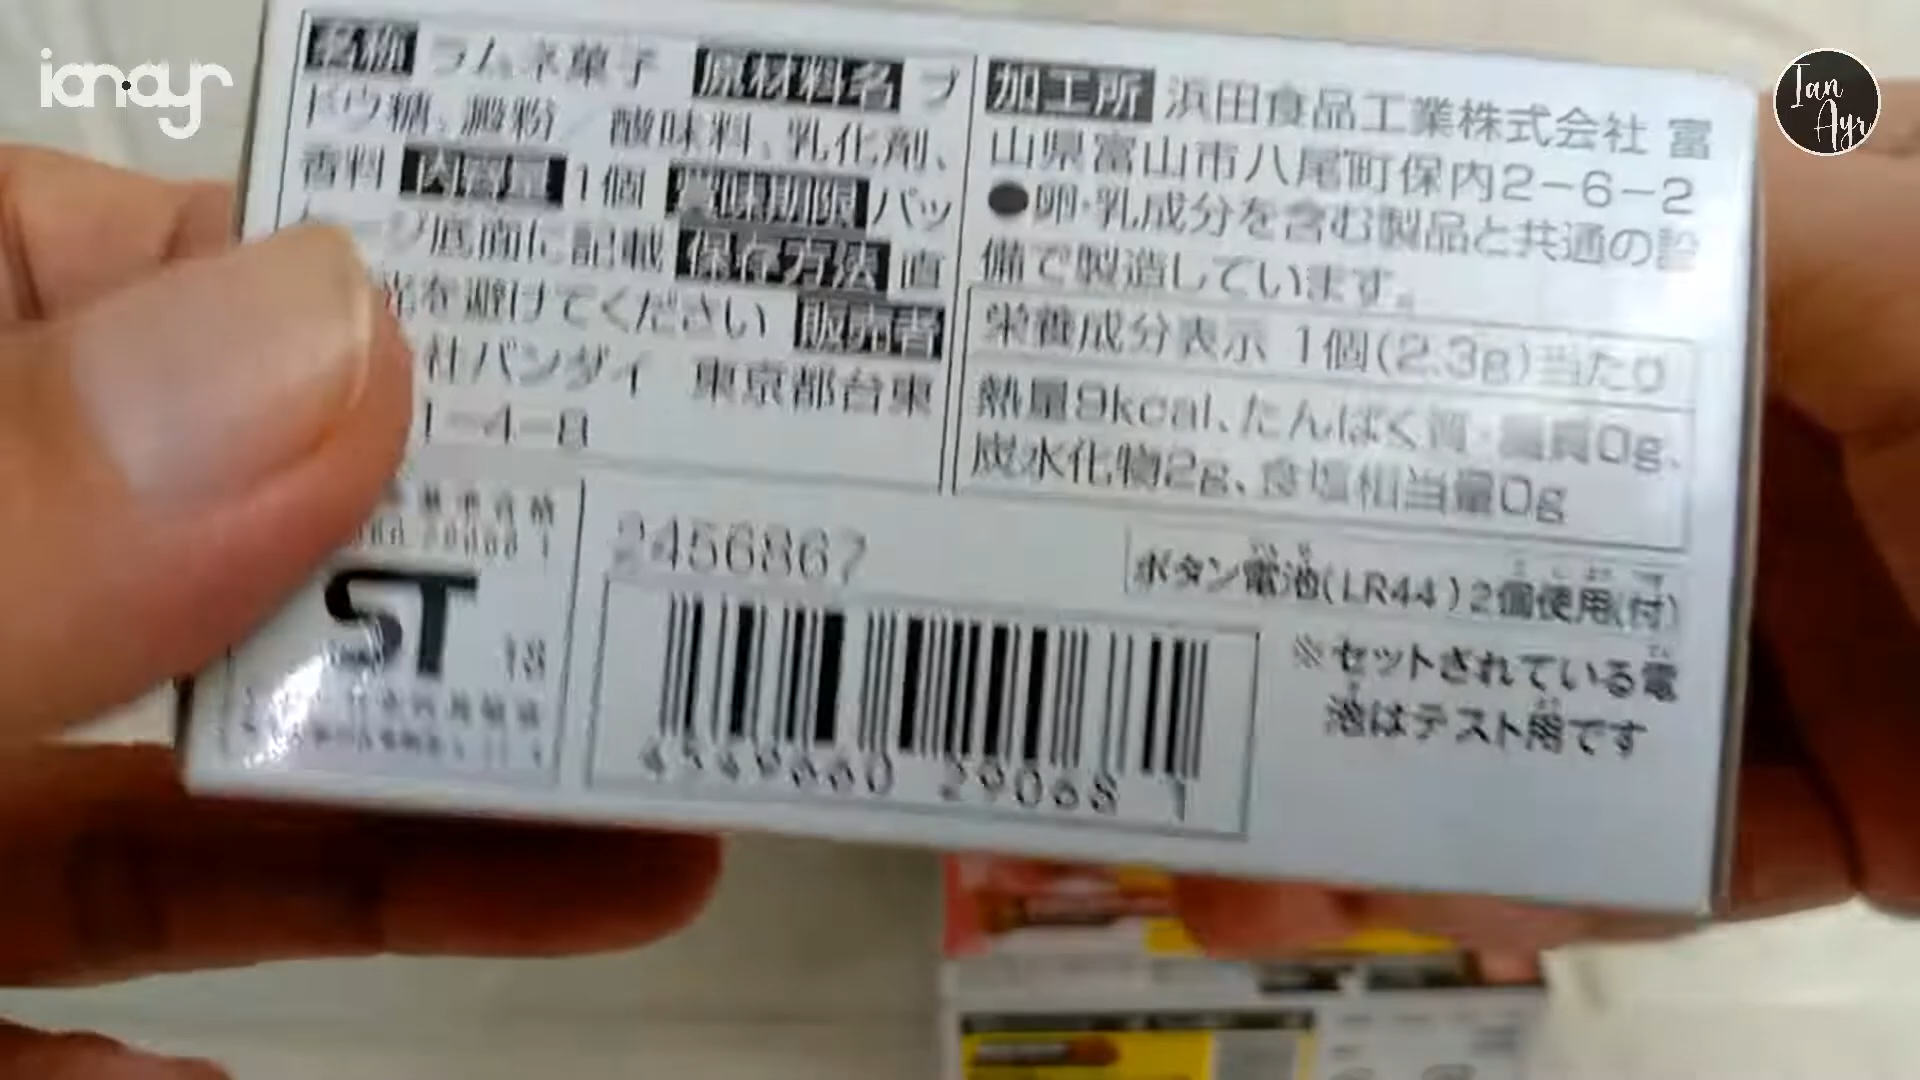 ianayr
Ian
Ayr
名称 ラムネ菓子 原材料名 ブ
ドウ糖、澱粉／酸味料、乳化剤、
香料 内容量 1個 賞味期限 パッ
ケージ底面に記載 保存方法 直
光を避けてください 販売者
社バンダイ 東京都台東
1-4-8
加工所 浜田食品工業株式会社 富
山県富山市八尾町保内2-6-2
●卵・乳成分を含む製品と共通の設
備で製造しています。
栄養成分表示 1個(2.3g)当たり
熱量9kcal、たんぱく質・脂質0g、
炭水化物2g、食塩相当量0g
ST 18
2456867
4549660 29068 1
ボタン電池(LR44)2個使用(付)
※セットされている電
池はテスト用です